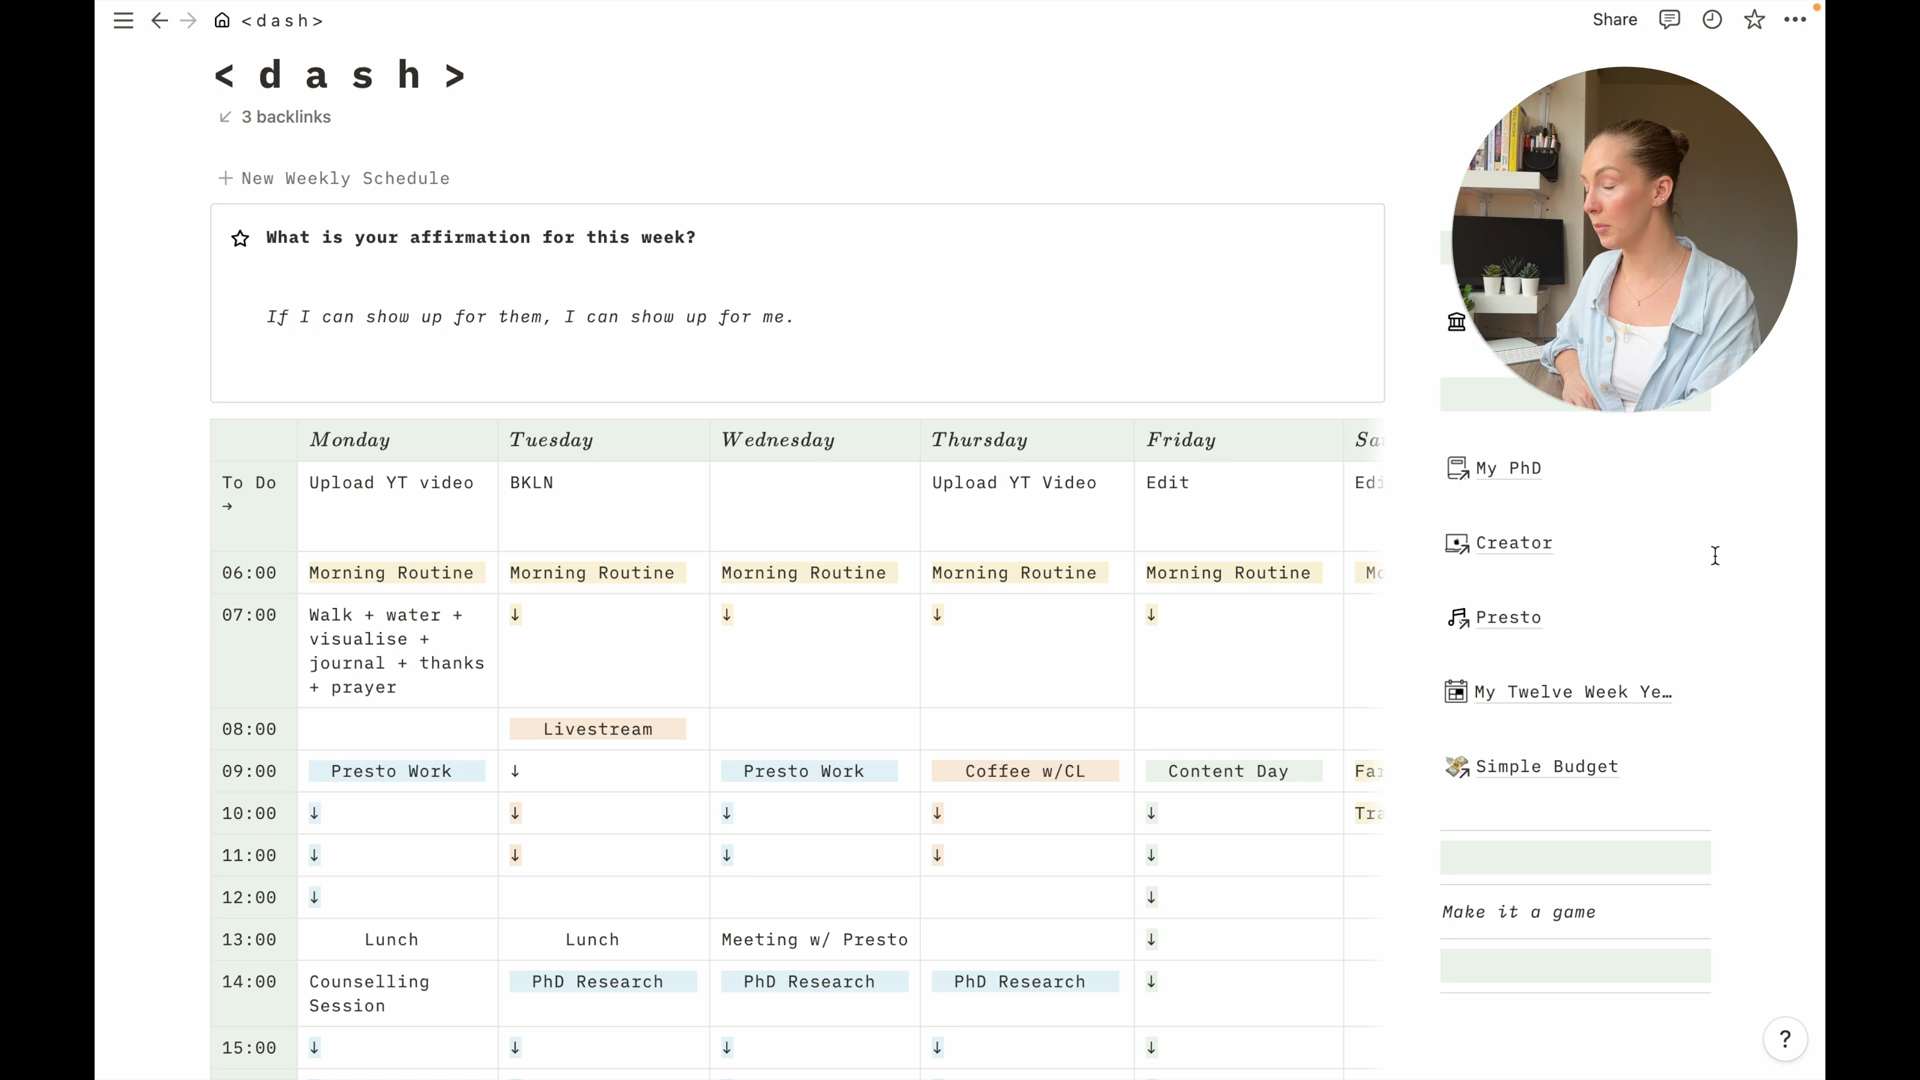 <dash>
Share
< d a s h >
3 backlinks
New Weekly Schedule
What is your affirmation for this week?
If I can show up for them, I can show up for me.
Monday Tuesday Wednesday Thursday Friday
To Do Upload YT video BKLN Upload YT Video Edit
→
06:00 Morning Routine Morning Routine Morning Routine Morning Routine Morning Routine
07:00 Walk + water + ↓ ↓ ↓ ↓
visualise +
journal + thanks
+ prayer
08:00 Livestream
09:00 Presto Work ↓ Presto Work Coffee w/CL Content Day
10:00 ↓ ↓ ↓ ↓ ↓
11:00 ↓ ↓ ↓ ↓ ↓
12:00 ↓ ↓
13:00 Lunch Lunch Meeting w/ Presto ↓
14:00 Counselling PhD Research PhD Research PhD Research ↓
Session
15:00 ↓ ↓ ↓ ↓ ↓
My PhD
Creator
Presto
My Twelve Week Ye…
Simple Budget
Make it a game
?